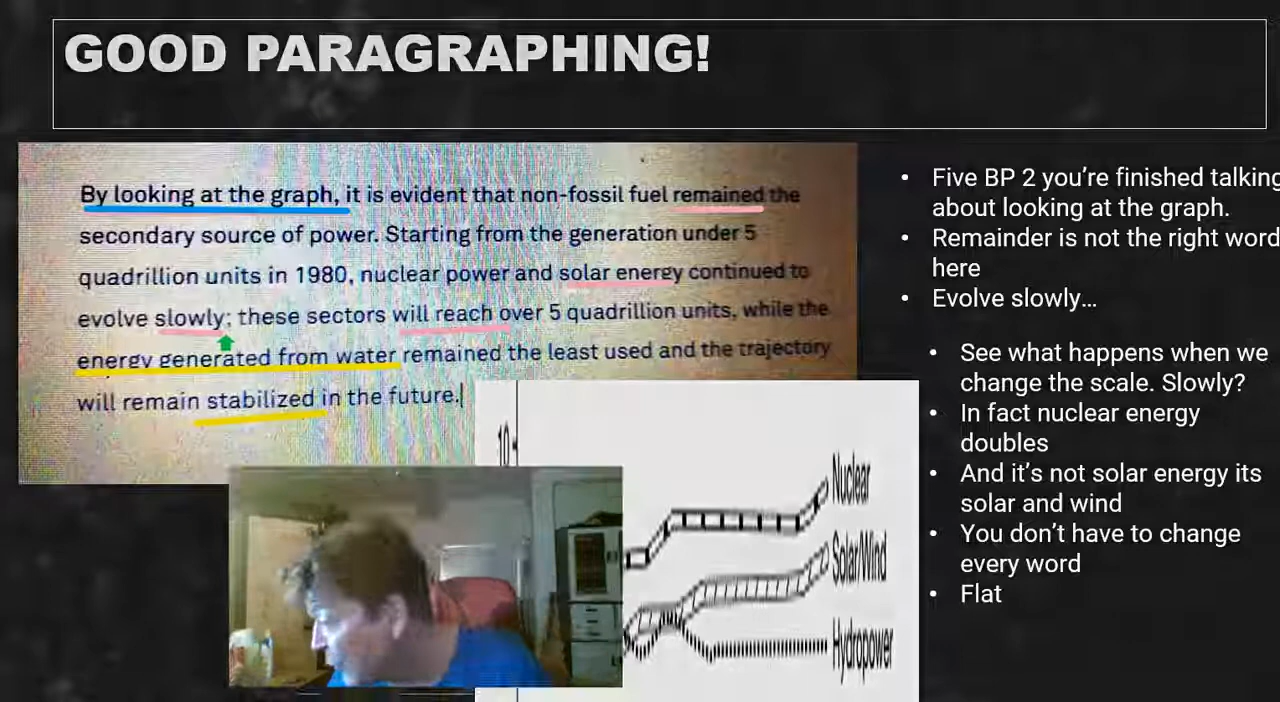 GOOD PARAGRAPHING!
By looking at the graph, it is evident that non-fossil fuel remained the
secondary source of power. Starting from the generation under 5
quadrillion units in 1980, nuclear power and solar energy continued to
evolve slowly; these sectors will reach over 5 quadrillion units, while the
energy generated from water remained the least used and the trajectory
will remain stabilized in the future.
10
Nuclear
Solar/Wind
Hydropower
Five BP 2 you’re finished talking
about looking at the graph.
Remainder is not the right word
here
Evolve slowly…
See what happens when we
change the scale. Slowly?
In fact nuclear energy
doubles
And it’s not solar energy its
solar and wind
You don’t have to change
every word
Flat